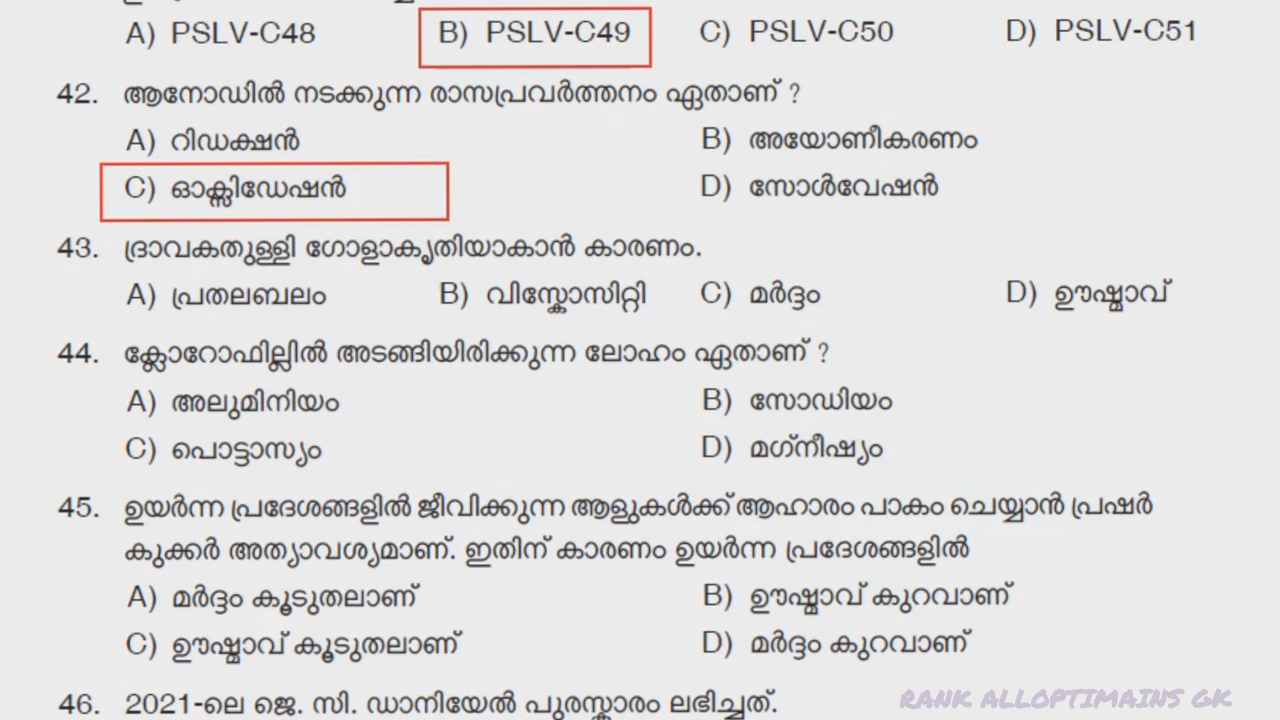 A) PSLV-C48 B) PSLV-C49 C) PSLV-C50 D) PSLV-C51
42. ആനോഡിൽ നടക്കുന്ന രാസപ്രവർത്തനം ഏതാണ് ?
A) റിഡക്ഷൻ B) അയോണീകരണം
C) ഓക്സിഡേഷൻ D) സോൾവേഷൻ
43. ദ്രാവകതുള്ളി ഗോളാകൃതിയാകാൻ കാരണം.
A) പ്രതലബലം B) വിസ്കോസിറ്റി C) മർദ്ദം D) ഊഷ്മാവ്
44. ക്ലോറോഫില്ലിൽ അടങ്ങിയിരിക്കുന്ന ലോഹം ഏതാണ് ?
A) അലുമിനിയം B) സോഡിയം
C) പൊട്ടാസ്യം D) മഗ്നീഷ്യം
45. ഉയർന്ന പ്രദേശങ്ങളിൽ ജീവിക്കുന്ന ആളുകൾക്ക് ആഹാരം പാകം ചെയ്യാൻ പ്രഷർ
കുക്കർ അത്യാവശ്യമാണ്. ഇതിന് കാരണം ഉയർന്ന പ്രദേശങ്ങളിൽ
A) മർദ്ദം കൂടുതലാണ് B) ഊഷ്മാവ് കുറവാണ്
C) ഊഷ്മാവ് കൂടുതലാണ് D) മർദ്ദം കുറവാണ്
46. 2021-ലെ ജെ. സി. ഡാനിയേൽ പുരസ്കാരം ലഭിച്ചത്.
RANK ALLOPTIMAINS GK